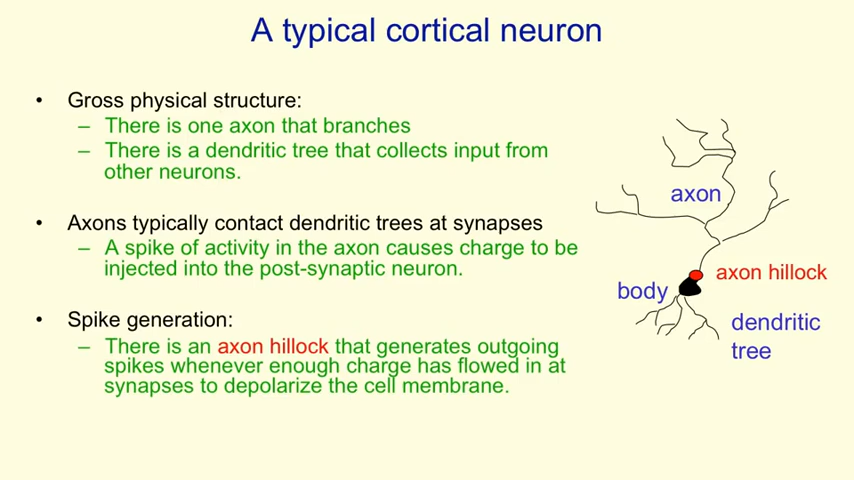 A typical cortical neuron
• Gross physical structure:
– There is one axon that branches
– There is a dendritic tree that collects input from
other neurons.
• Axons typically contact dendritic trees at synapses
– A spike of activity in the axon causes charge to be
injected into the post-synaptic neuron.
• Spike generation:
– There is an axon hillock that generates outgoing
spikes whenever enough charge has flowed in at
synapses to depolarize the cell membrane.
axon
axon hillock
body
dendritic
tree